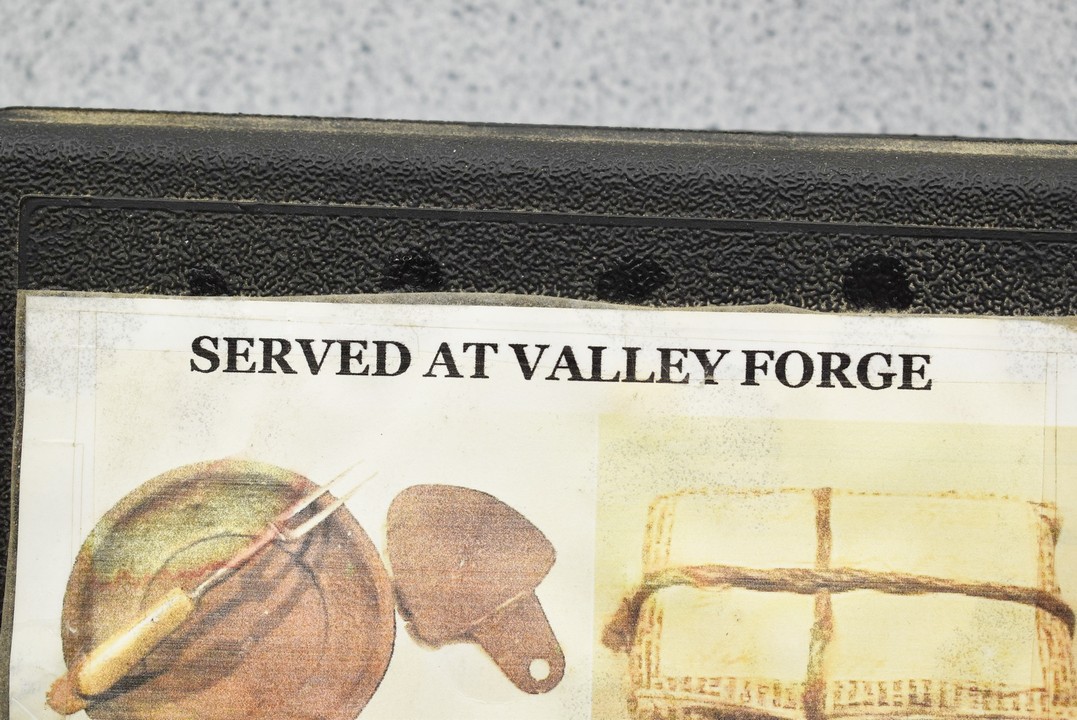 SERVED AT VALLEY FORGE